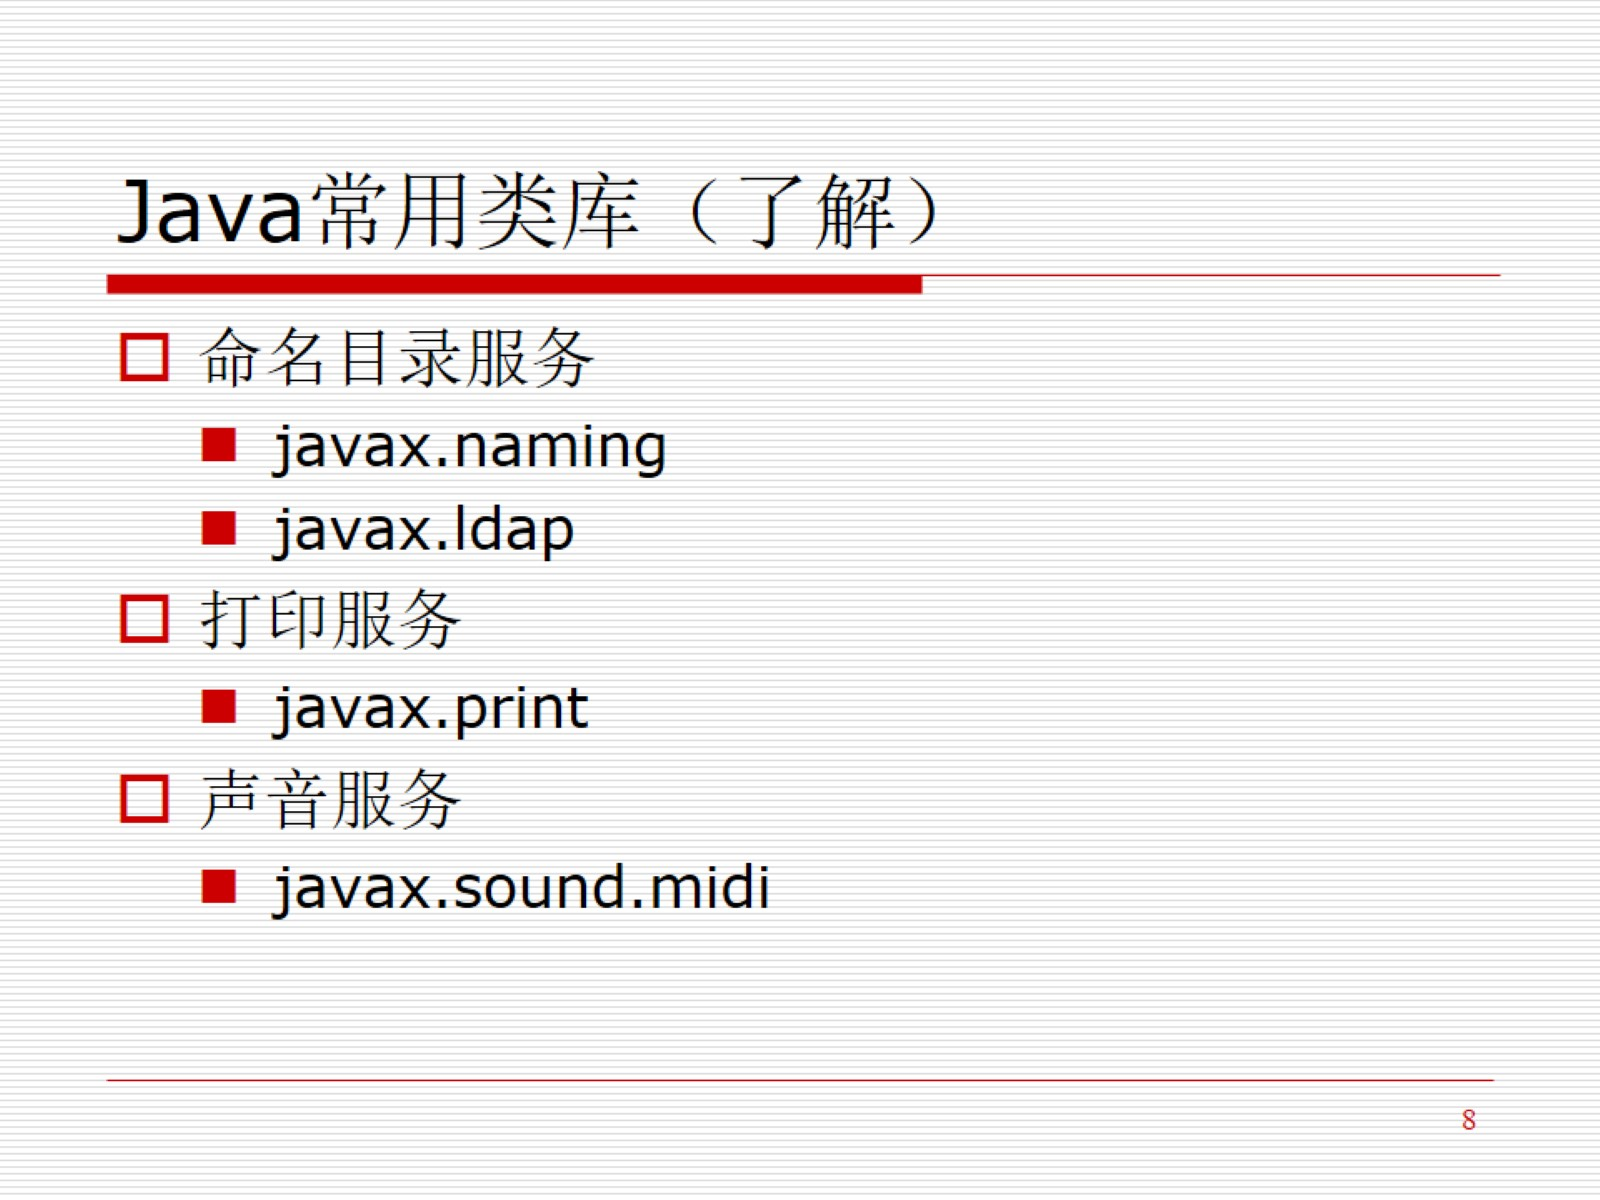 Java常用类库（了解）
命名目录服务
javax.naming
javax.ldap
打印服务
javax.print
声音服务
javax.sound.midi
8